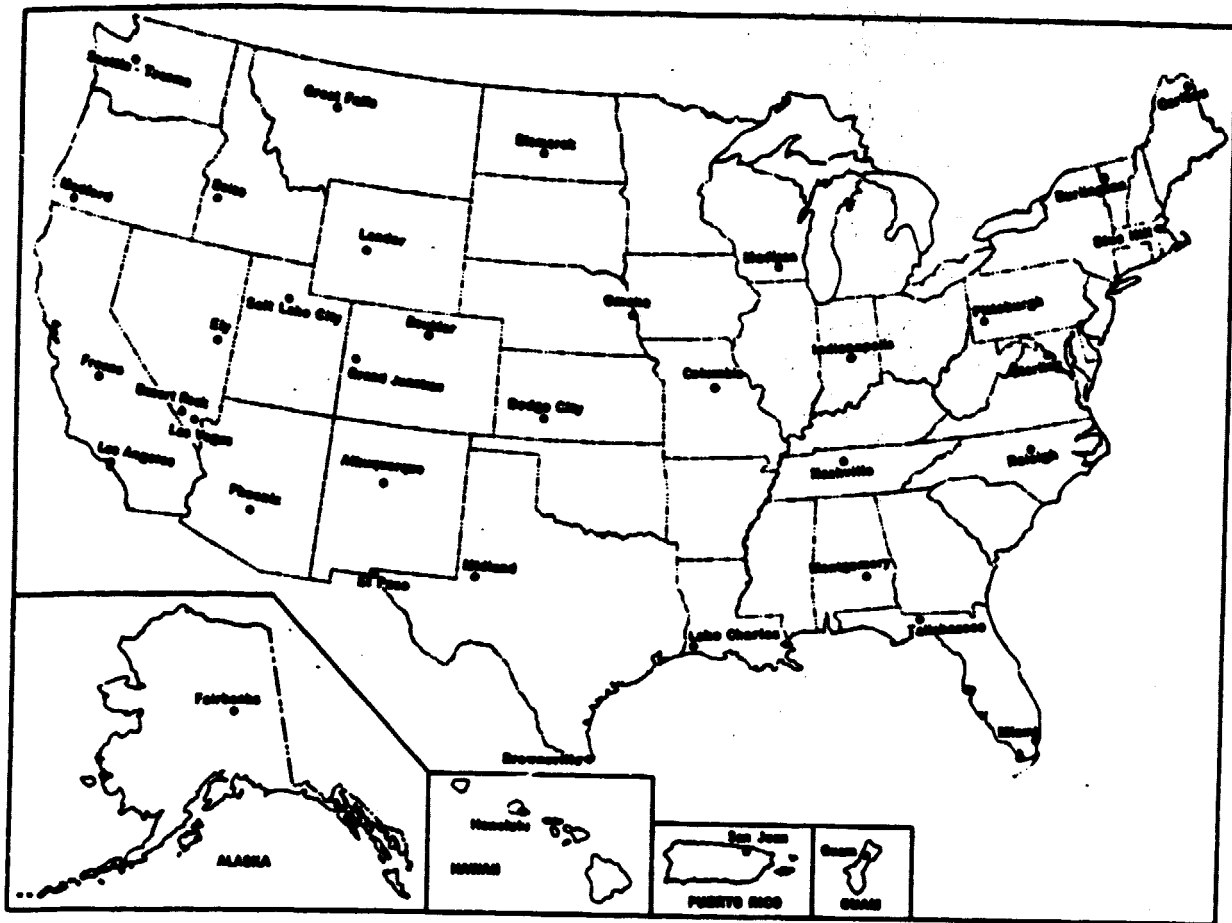 Seattle - Tacoma
Great Falls
Bismarck
Caribou
Medford
Boise
Burlington
Lander
Madison
Salt Lake City
Omaha
Pittsburgh
Ely
Boulder
Indianapolis
Sterling
Fresno
Grand Junction
Columbia
Desert Rock
Dodge City
Las Vegas
Los Angeles
Albuquerque
Nashville
Raleigh
Phoenix
El Paso
Midland
Montgomery
Lake Charles
Tallahassee
Fairbanks
Miami
Brownsville
Honolulu
San Juan
Guam
ALASKA
HAWAII
PUERTO RICO
GUAM